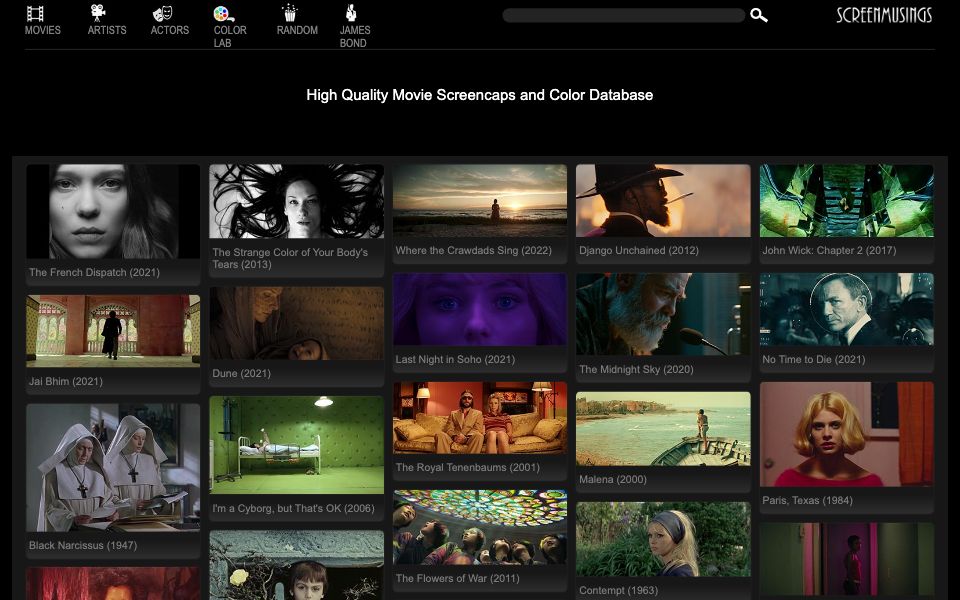 MOVIES
ARTISTS
ACTORS
COLOR
LAB
RANDOM
JAMES
BOND
SCREENMUSINGS
High Quality Movie Screencaps and Color Database
The French Dispatch (2021)
The Strange Color of Your Body's
Tears (2013)
Where the Crawdads Sing (2022)
Django Unchained (2012)
John Wick: Chapter 2 (2017)
Jai Bhim (2021)
Dune (2021)
Last Night in Soho (2021)
The Midnight Sky (2020)
No Time to Die (2021)
Black Narcissus (1947)
I'm a Cyborg, but That's OK (2006)
The Royal Tenenbaums (2001)
Malena (2000)
Paris, Texas (1984)
The Flowers of War (2011)
Contempt (1963)